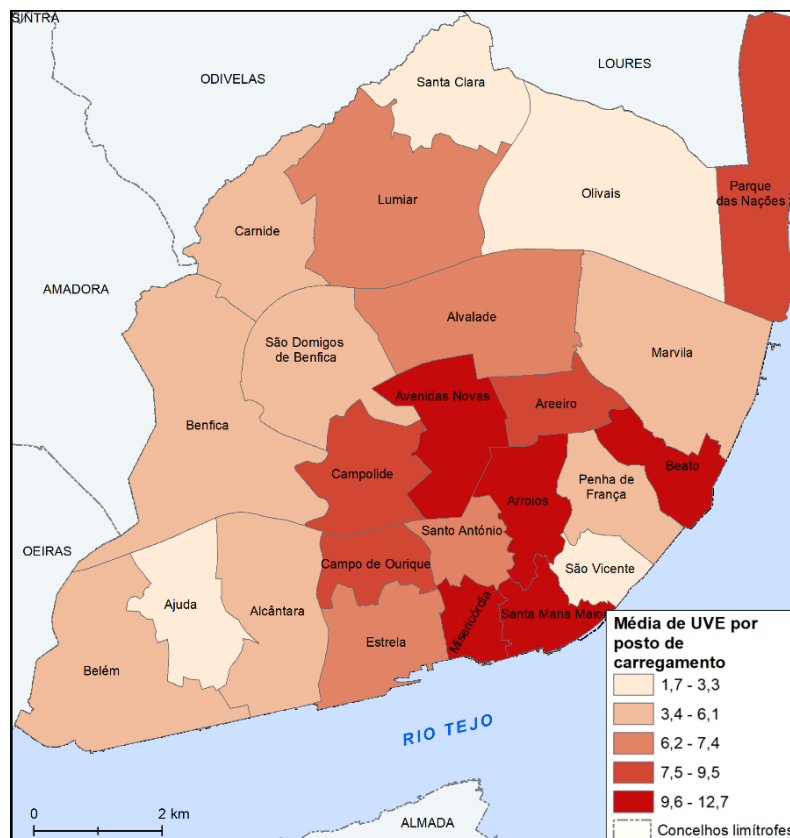 SINTRA
ODIVELAS
LOURES
Santa Clara
Olivais
Parque
das Nações
Lumiar
Carnide
AMADORA
Alvalade
São Domigos
de Benfica
Marvila
Avenidas Novas
Areeiro
Benfica
Campolide
Beato
Penha de
França
Arroios
Santo António
OEIRAS
Campo de Ourique
São Vicente
Ajuda
Alcântara
Misericórdia
Santa Maria Maior
Estrela
Belém
RIO TEJO
ALMADA
0 2 km
Média de UVE por
posto de
carregamento
1,7 - 3,3
3,4 - 6,1
6,2 - 7,4
7,5 - 9,5
9,6 - 12,7
Concelhos limítrofes